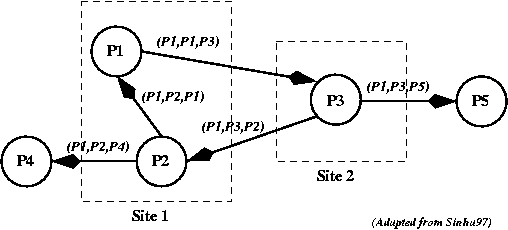 P1
(P1,P1,P3)
(P1,P2,P1)
P3
(P1,P3,P5)
P5
(P1,P3,P2)
(P1,P2,P4)
P4
P2
Site 2
Site 1
(Adapted from Sinha97)